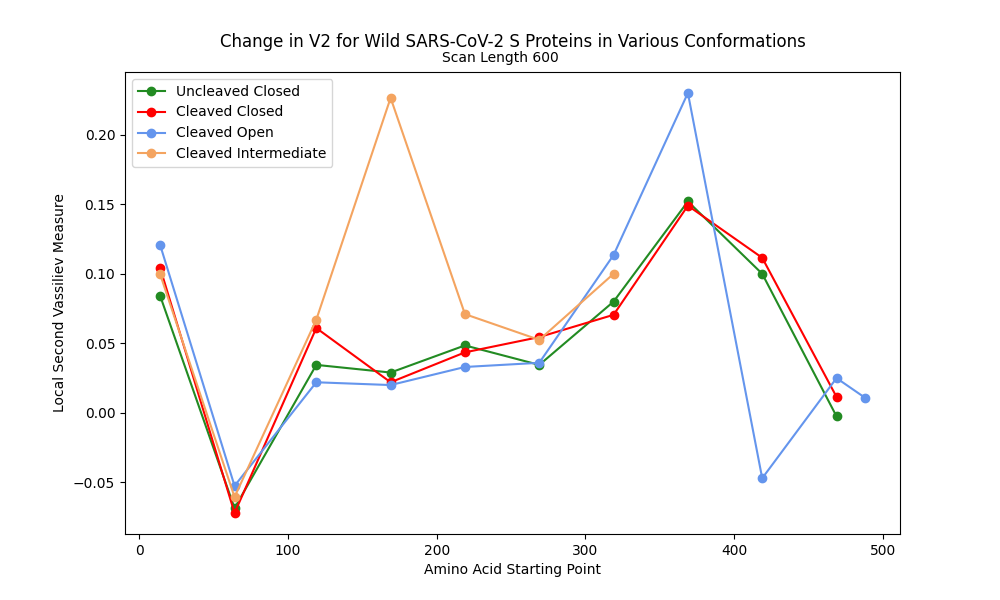 Change in V2 for Wild SARS-CoV-2 S Proteins in Various Conformations
Scan Length 600
Uncleaved Closed
Cleaved Closed
Cleaved Open
Cleaved Intermediate
Local Second Vassiliev Measure
0.20
0.15
0.10
0.05
0.00
−0.05
0 100 200 300 400 500
Amino Acid Starting Point